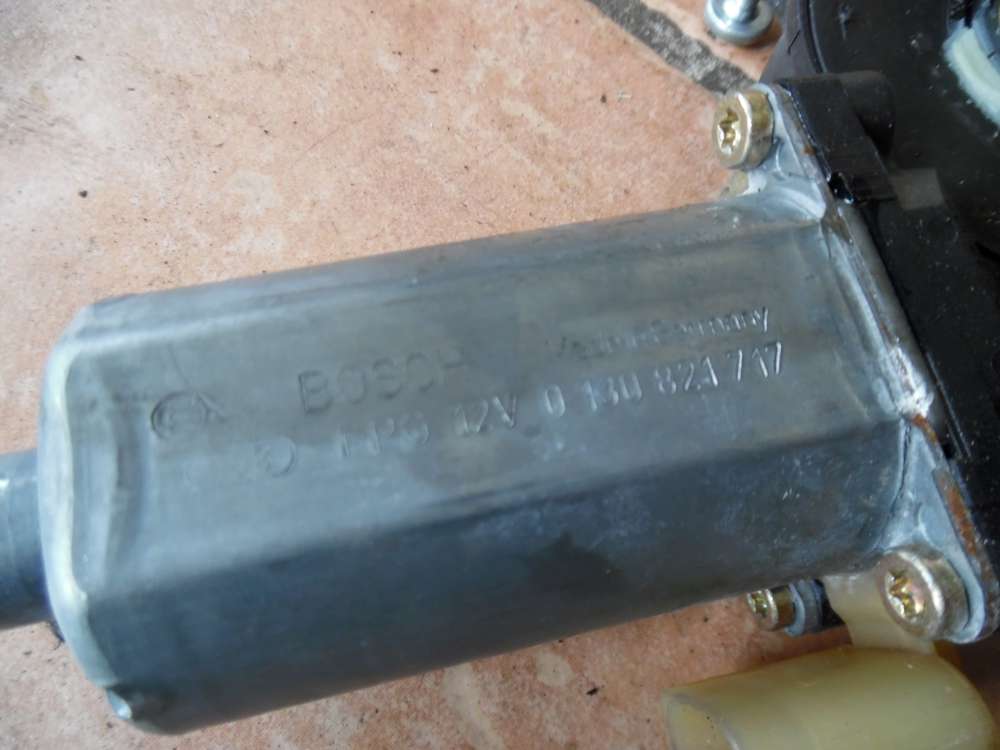 BOSCH Made in Germany
FPG 12V 0 130 821 717